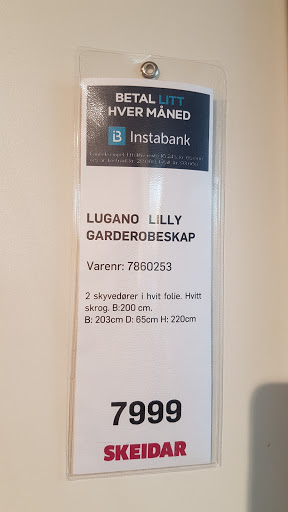 BETAL LITT
HVER MÅNED
iB Instabank
LUGANO LILLY
GARDEROBESKAP
Varenr: 7860253
2 skyvedører i hvit folie. Hvitt
skrog. B:200 cm.
B: 203cm D: 65cm H: 220cm
7999
SKEIDAR